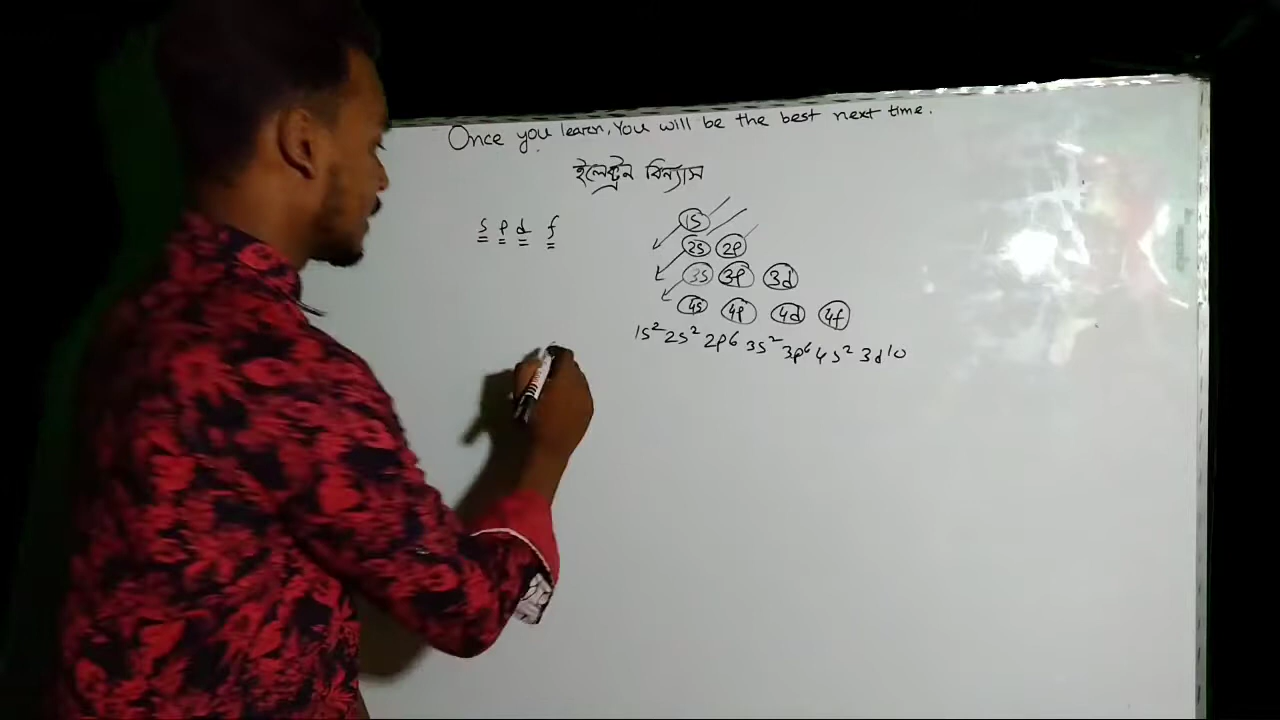 Once you learn, You will be the best next time.
ইলেক্ট্রন বিন্যাস
s p d f
1s
2s 2p
3s 3p 3d
4s 4p 4d 4f
1s² 2s² 2p⁶ 3s² 3p⁶ 4s² 3d¹⁰